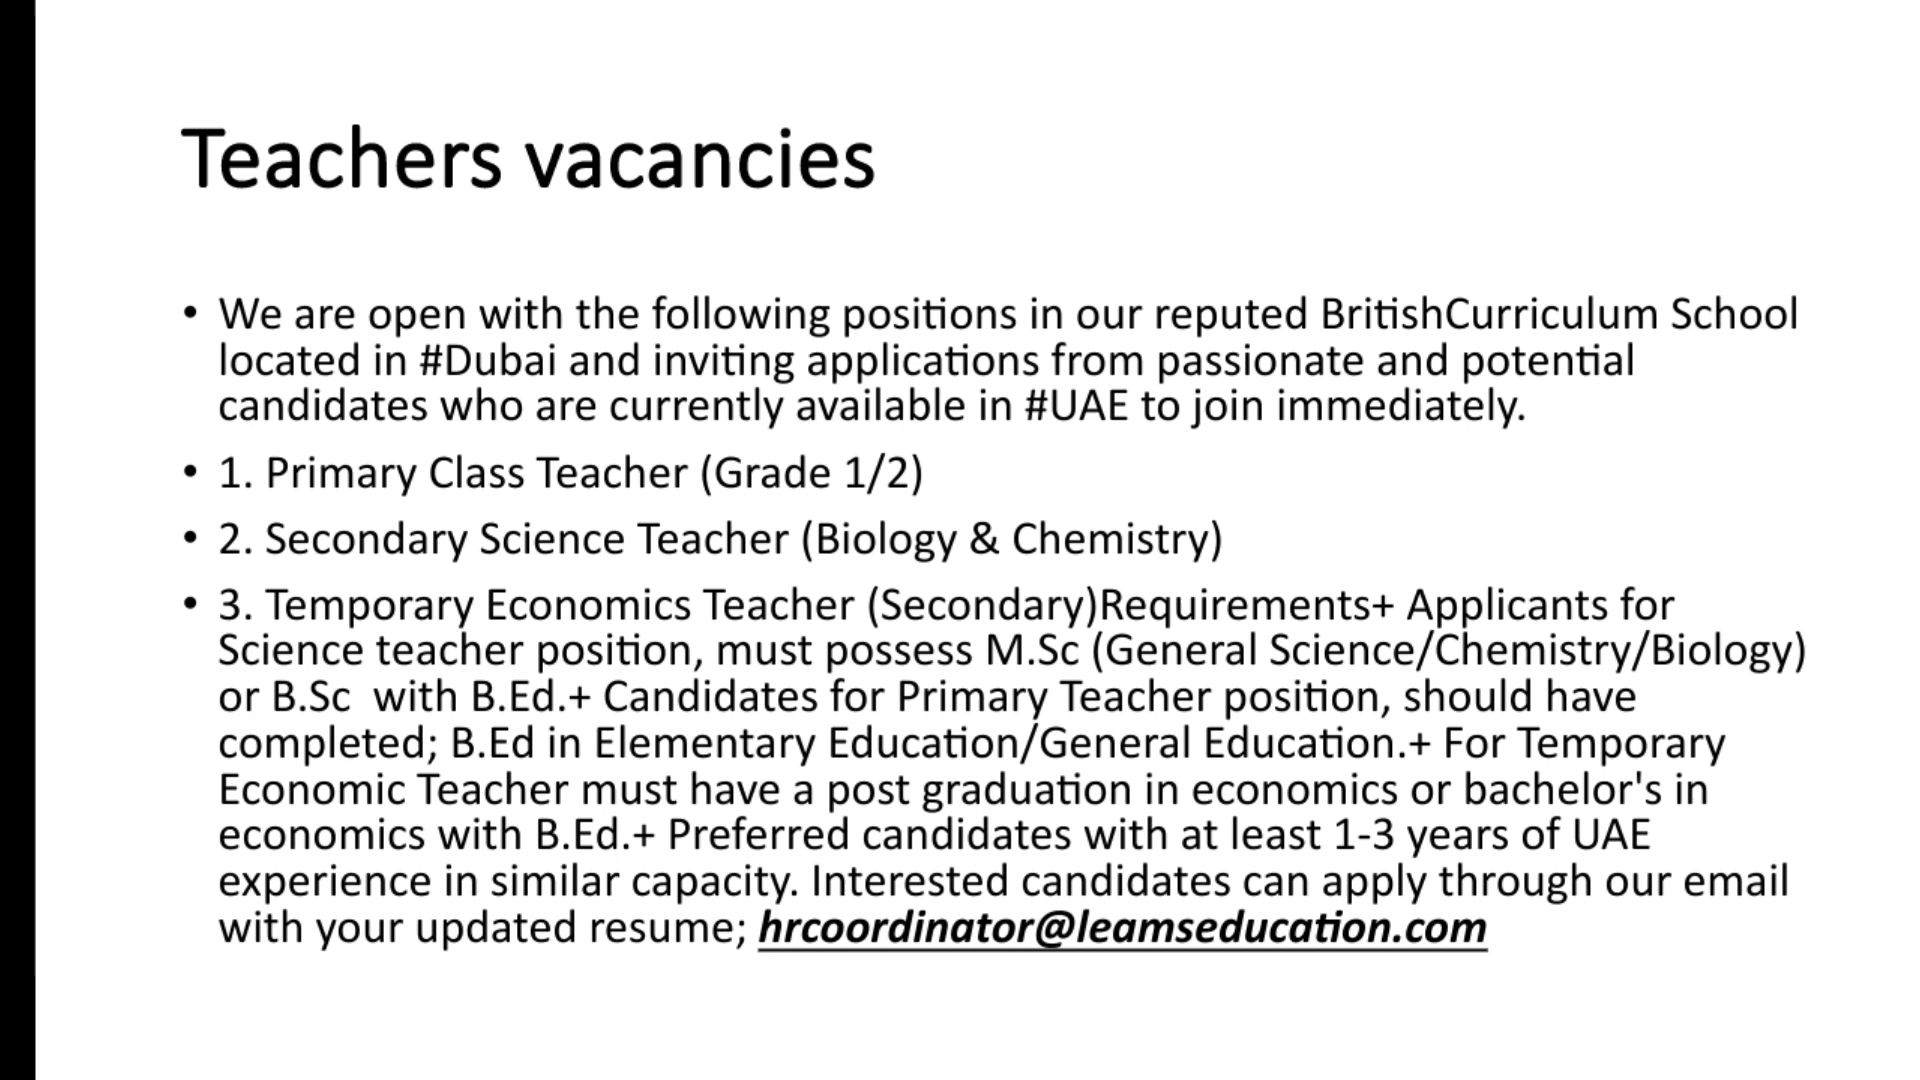 Teachers vacancies
• We are open with the following positions in our reputed BritishCurriculum School
located in #Dubai and inviting applications from passionate and potential
candidates who are currently available in #UAE to join immediately.
• 1. Primary Class Teacher (Grade 1/2)
• 2. Secondary Science Teacher (Biology & Chemistry)
• 3. Temporary Economics Teacher (Secondary)Requirements+ Applicants for
Science teacher position, must possess M.Sc (General Science/Chemistry/Biology)
or B.Sc  with B.Ed.+ Candidates for Primary Teacher position, should have
completed; B.Ed in Elementary Education/General Education.+ For Temporary
Economic Teacher must have a post graduation in economics or bachelor's in
economics with B.Ed.+ Preferred candidates with at least 1-3 years of UAE
experience in similar capacity. Interested candidates can apply through our email
with your updated resume; hrcoordinator@leamseducation.com